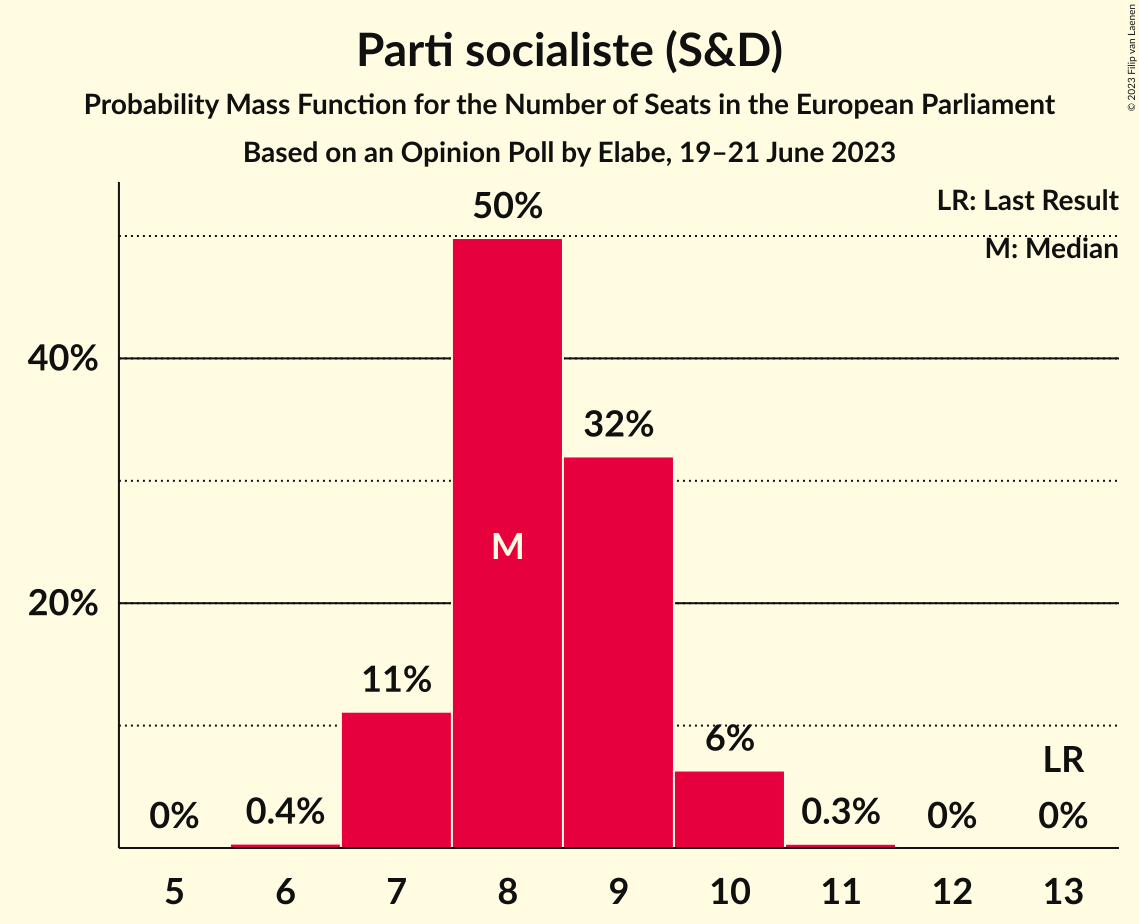 Parti socialiste (S&D)
Probability Mass Function for the Number of Seats in the European Parliament
Based on an Opinion Poll by Elabe, 19–21 June 2023
© 2023 Filip van Laenen
LR: Last Result
M: Median
50%
40%
32%
M
20%
11%
6%
LR
0%
0.4%
0.3%
0%
0%
5 6 7 8 9 10 11 12 13